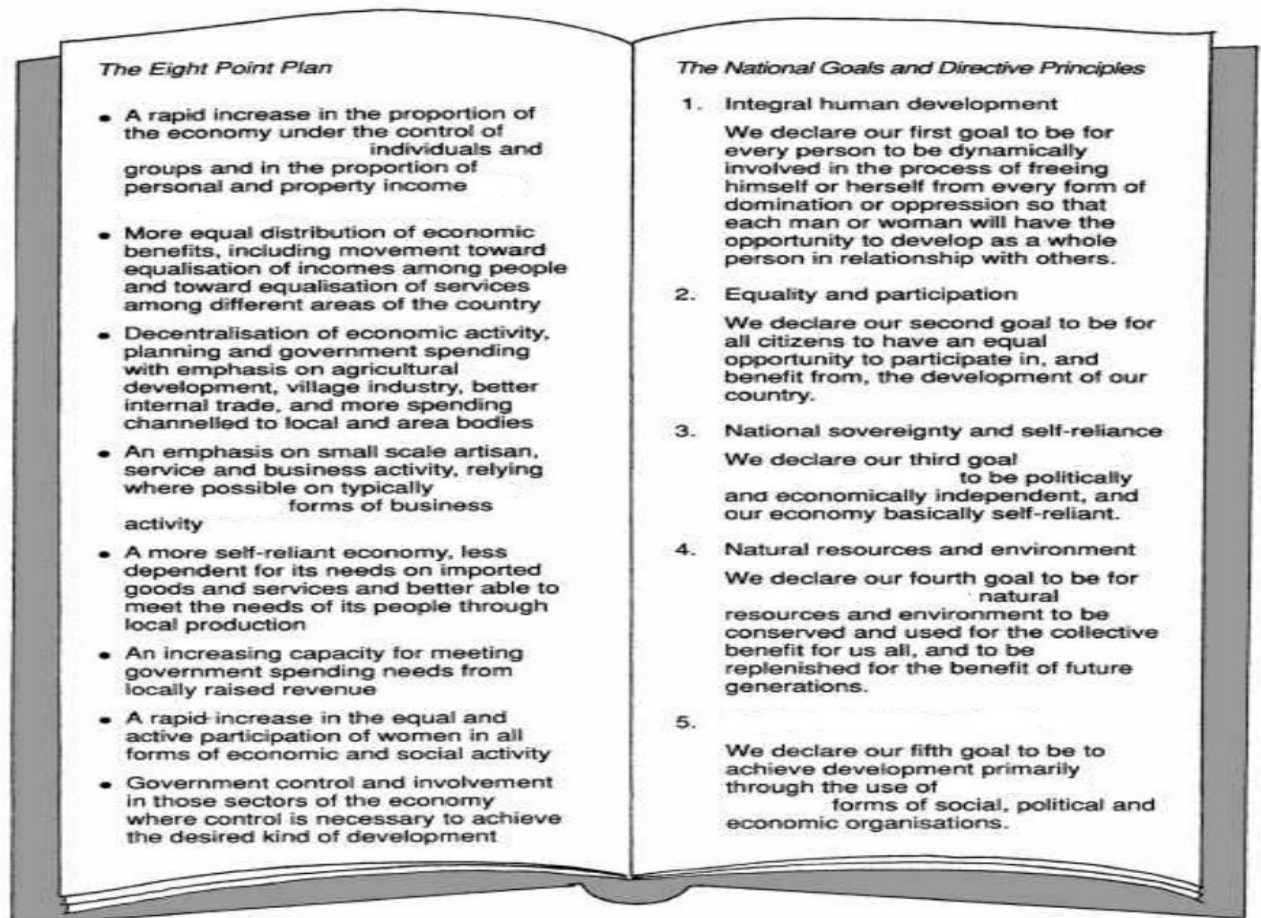 The Eight Point Plan
• A rapid increase in the proportion of
the economy under the control of
individuals and
groups and in the proportion of
personal and property income
• More equal distribution of economic
benefits, including movement toward
equalisation of incomes among people
and toward equalisation of services
among different areas of the country
• Decentralisation of economic activity,
planning and government spending
with emphasis on agricultural
development, village industry, better
internal trade, and more spending
channelled to local and area bodies
• An emphasis on small scale artisan,
service and business activity, relying
where possible on typically
forms of business
activity
• A more self-reliant economy, less
dependent for its needs on imported
goods and services and better able to
meet the needs of its people through
local production
• An increasing capacity for meeting
government spending needs from
locally raised revenue
• A rapid increase in the equal and
active participation of women in all
forms of economic and social activity
• Government control and involvement
in those sectors of the economy
where control is necessary to achieve
the desired kind of development
The National Goals and Directive Principles
1. Integral human development
We declare our first goal to be for
every person to be dynamically
involved in the process of freeing
himself or herself from every form of
domination or oppression so that
each man or woman will have the
opportunity to develop as a whole
person in relationship with others.
2. Equality and participation
We declare our second goal to be for
all citizens to have an equal
opportunity to participate in, and
benefit from, the development of our
country.
3. National sovereignty and self-reliance
We declare our third goal
to be politically
and economically independent, and
our economy basically self-reliant.
4. Natural resources and environment
We declare our fourth goal to be for
natural
resources and environment to be
conserved and used for the collective
benefit for us all, and to be
replenished for the benefit of future
generations.
5.
We declare our fifth goal to be to
achieve development primarily
through the use of
forms of social, political and
economic organisations.